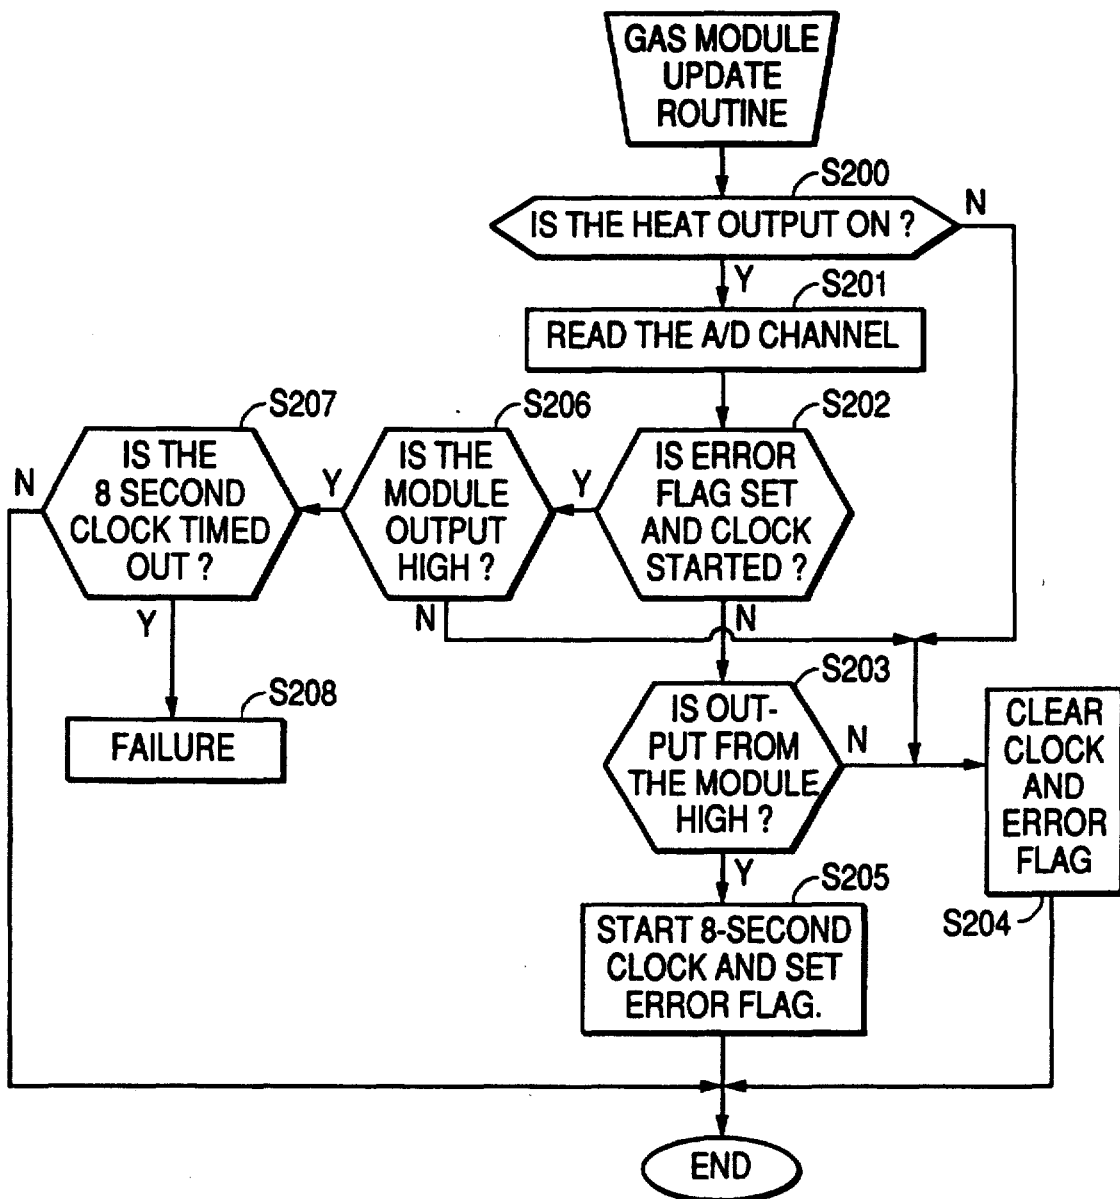 GAS MODULE
UPDATE
ROUTINE
S200
IS THE HEAT OUTPUT ON ?
N
Y
S201
READ THE A/D CHANNEL
S207
S206
S202
IS THE
8 SECOND
CLOCK TIMED
OUT ?
N
Y
Y
IS THE
MODULE
OUTPUT
HIGH ?
Y
N
IS ERROR
FLAG SET
AND CLOCK
STARTED ?
N
S208
FAILURE
S203
IS OUT-
PUT FROM
THE MODULE
HIGH ?
N
Y
CLEAR
CLOCK
AND
ERROR
FLAG
S204
S205
START 8-SECOND
CLOCK AND SET
ERROR FLAG.
END